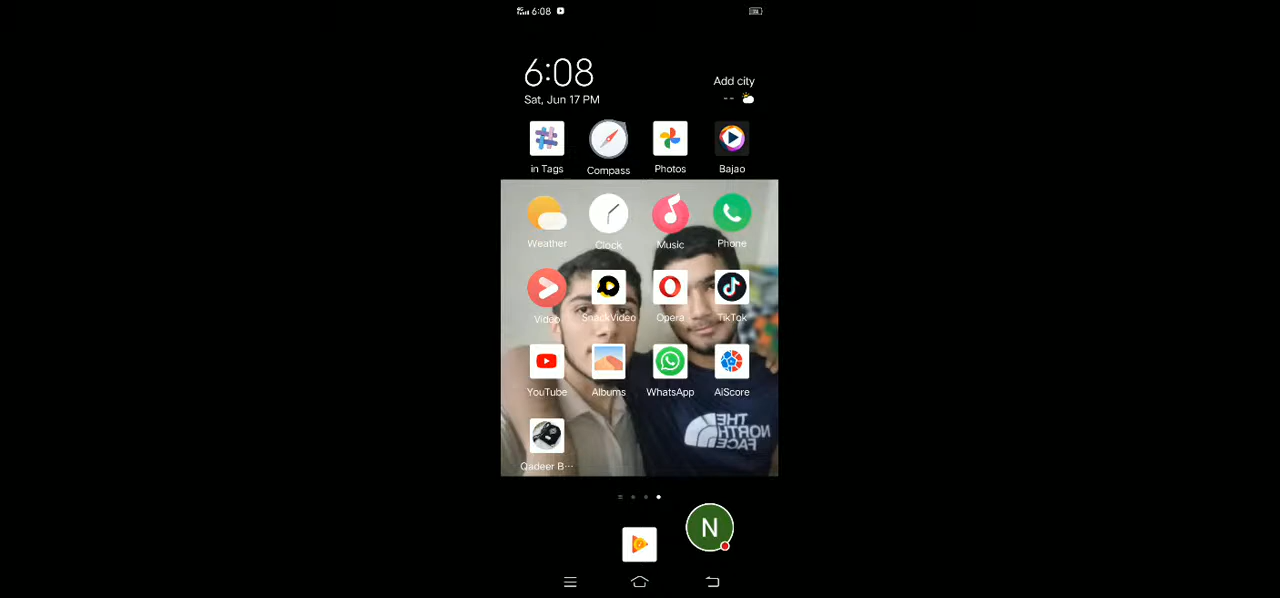 6:08
6:08
Sat, Jun 17 PM
Add city
--
in Tags
Compass
Photos
Bajao
Weather
Clock
Music
Phone
Video
SnackVideo
Opera
TikTok
YouTube
Albums
WhatsApp
AiScore
THE
NORTH
FACE
Qadeer B···
N